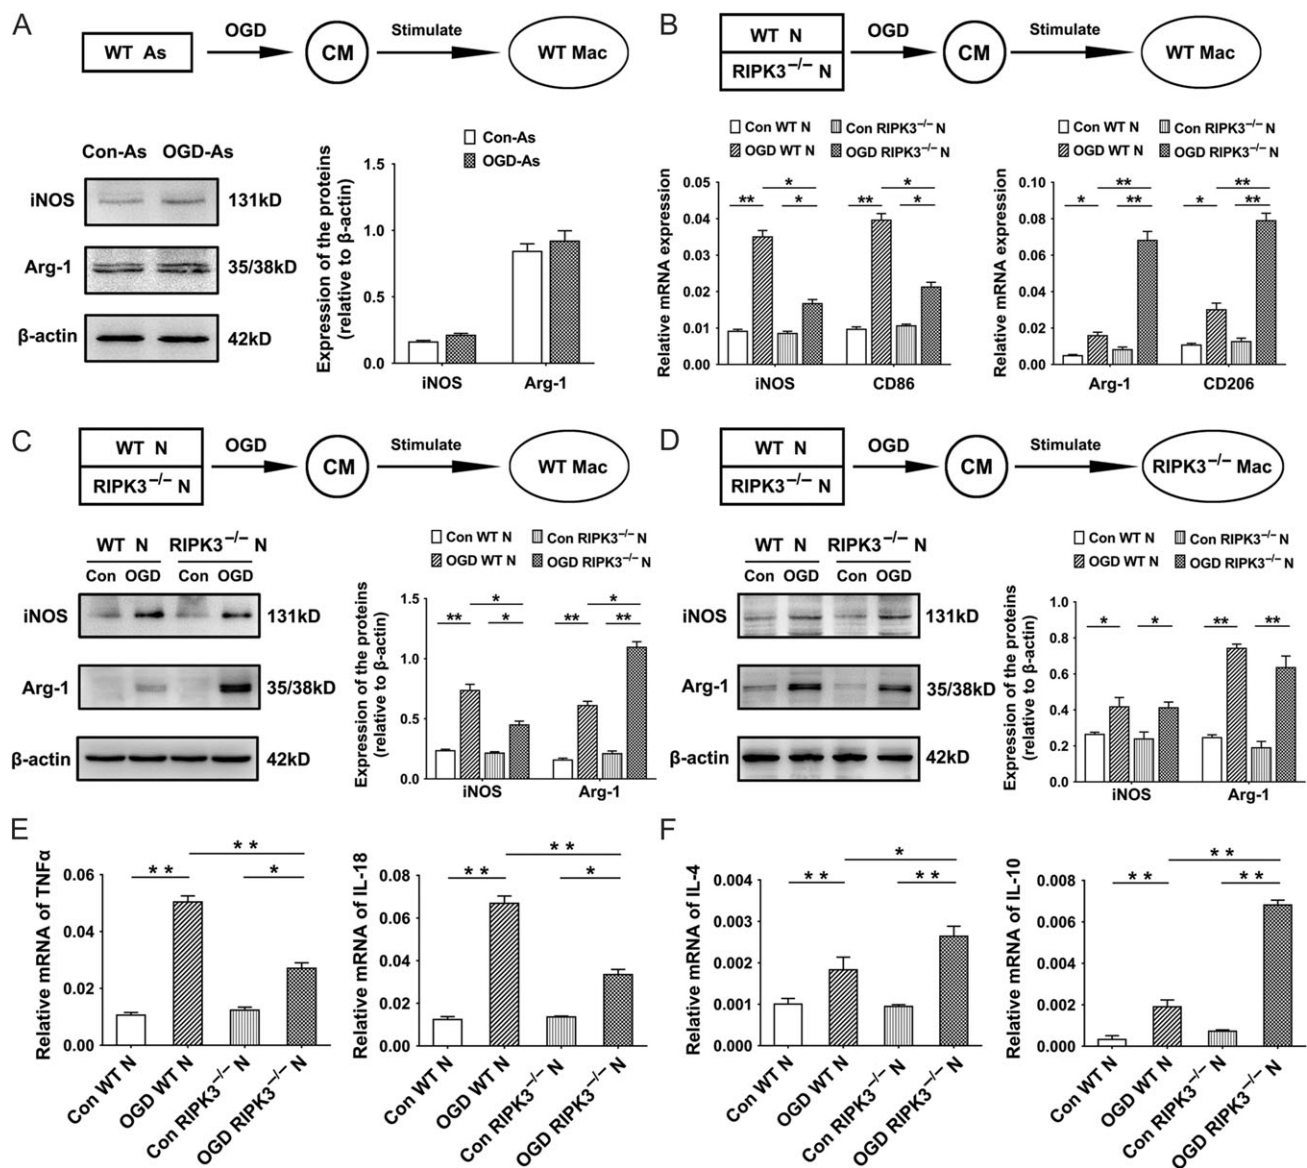 A
WT As
OGD
CM
Stimulate
WT Mac
Con-As OGD-As
iNOS
131kD
Arg-1
35/38kD
β-actin
42kD
Con-As
OGD-As
Expression of the proteins
(relative to β-actin)
1.5
1.0
0.5
0.0
iNOS Arg-1
B
WT N
RIPK3−/− N
OGD
CM
Stimulate
WT Mac
Con WT N Con RIPK3−/− N
OGD WT N OGD RIPK3−/− N
Relative mRNA expression
0.05
0.04
0.03
0.02
0.01
0.00
** * * ** * *
iNOS CD86
Con WT N Con RIPK3−/− N
OGD WT N OGD RIPK3−/− N
Relative mRNA expression
0.10
0.08
0.06
0.04
0.02
0.00
* ** ** * ** **
Arg-1 CD206
C
WT N
RIPK3−/− N
OGD
CM
Stimulate
WT Mac
WT N RIPK3−/− N
Con OGD Con OGD
iNOS
131kD
Arg-1
35/38kD
β-actin
42kD
Con WT N Con RIPK3−/− N
OGD WT N OGD RIPK3−/− N
Expression of the proteins
(relative to β-actin)
1.5
1.0
0.5
0.0
** * * ** * **
iNOS Arg-1
D
WT N
RIPK3−/− N
OGD
CM
Stimulate
RIPK3−/− Mac
WT N RIPK3−/− N
Con OGD Con OGD
iNOS
131kD
Arg-1
35/38kD
β-actin
42kD
Con WT N Con RIPK3−/− N
OGD WT N OGD RIPK3−/− N
Expression of the proteins
(relative to β-actin)
1.0
0.8
0.6
0.4
0.2
0.0
* * ** **
iNOS Arg-1
E
Relative mRNA of TNFα
0.06
0.04
0.02
0.00
** ** *
Con WT N
OGD WT N
Con RIPK3−/− N
OGD RIPK3−/− N
Relative mRNA of IL-18
0.08
0.06
0.04
0.02
0.00
** ** *
Con WT N
OGD WT N
Con RIPK3−/− N
OGD RIPK3−/− N
F
Relative mRNA of IL-4
0.004
0.003
0.002
0.001
0.000
** * **
Con WT N
OGD WT N
Con RIPK3−/− N
OGD RIPK3−/− N
Relative mRNA of IL-10
0.008
0.006
0.004
0.002
0.000
** ** **
Con WT N
OGD WT N
Con RIPK3−/− N
OGD RIPK3−/− N